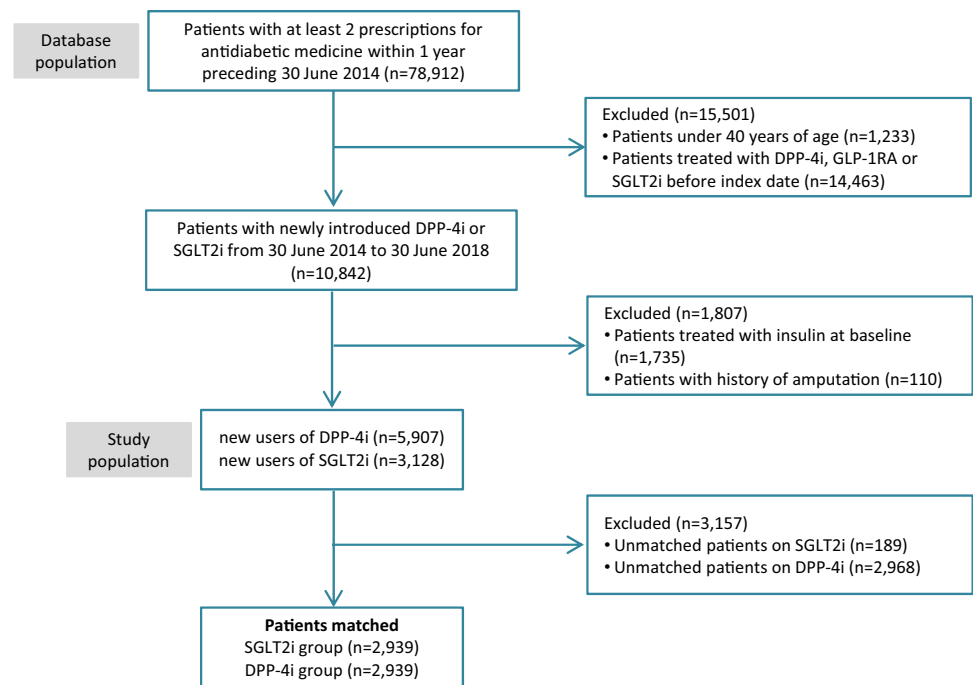 Database
population
Patients with at least 2 prescriptions for
antidiabetic medicine within 1 year
preceding 30 June 2014 (n=78,912)
Excluded (n=15,501)
• Patients under 40 years of age (n=1,233)
• Patients treated with DPP-4i, GLP-1RA or
SGLT2i before index date (n=14,463)
Patients with newly introduced DPP-4i or
SGLT2i from 30 June 2014 to 30 June 2018
(n=10,842)
Excluded (n=1,807)
• Patients treated with insulin at baseline
(n=1,735)
• Patients with history of amputation (n=110)
Study
population
new users of DPP-4i (n=5,907)
new users of SGLT2i (n=3,128)
Excluded (n=3,157)
• Unmatched patients on SGLT2i (n=189)
• Unmatched patients on DPP-4i (n=2,968)
Patients matched
SGLT2i group (n=2,939)
DPP-4i group (n=2,939)